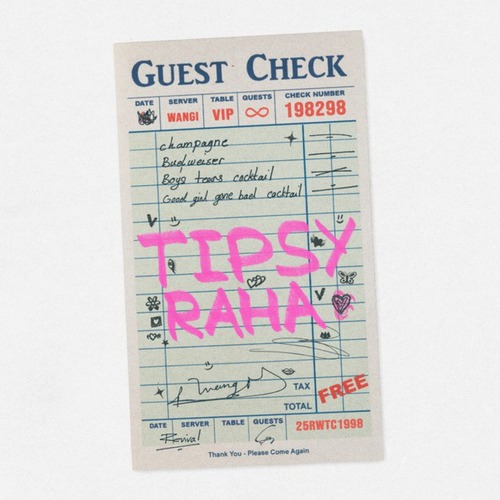 GUEST CHECK
DATE SERVER TABLE GUESTS CHECK NUMBER
WANGI VIP ∞ 198298
champagne
Budweiser
Boys tears cocktail
Good girl gone bad cocktail
TIPSY
RAHA
TAX FREE
TOTAL
DATE SERVER TABLE GUESTS 25RWTC1998
Revival
Thank You - Please Come Again